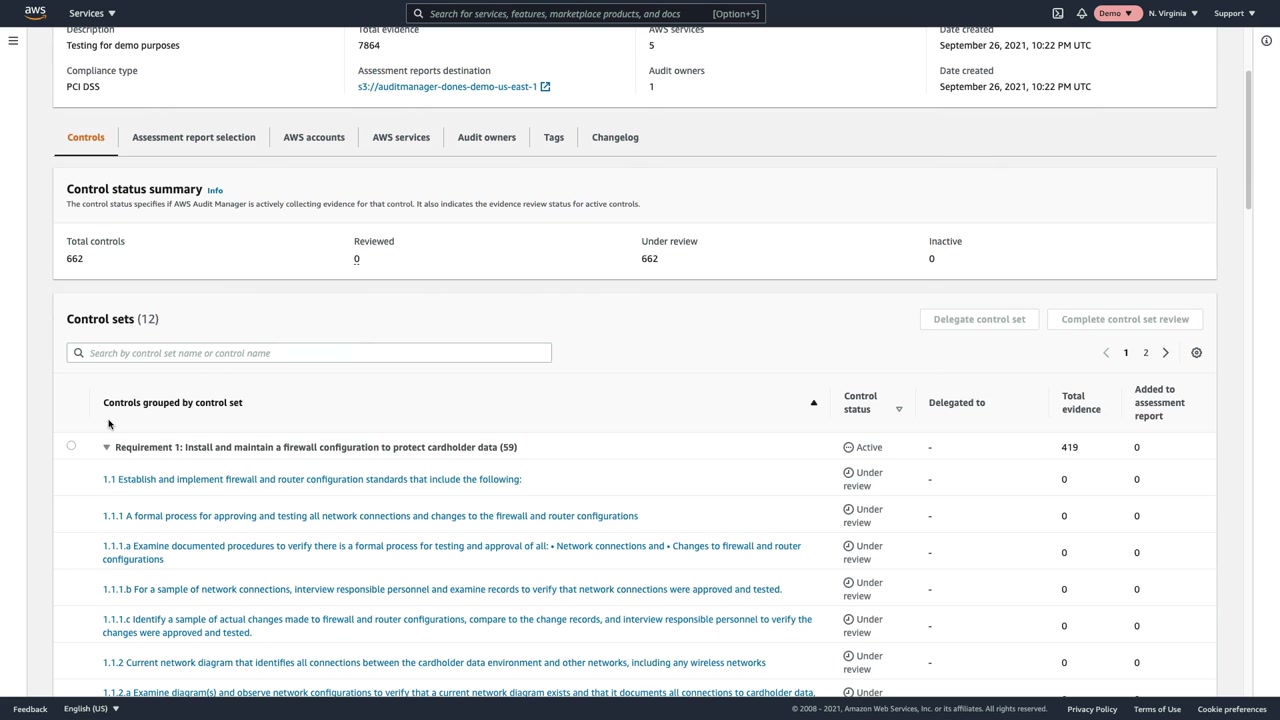 aws
Services
Search for services, features, marketplace products, and docs [Option+S]
Demo
N. Virginia
Support
Description
Total evidence
AWS services
Date created
Testing for demo purposes
7864
5
September 26, 2021, 10:22 PM UTC
Compliance type
Assessment reports destination
Audit owners
Date created
PCI DSS
s3://auditmanager-dones-demo-us-east-1
1
September 26, 2021, 10:22 PM UTC
Controls
Assessment report selection
AWS accounts
AWS services
Audit owners
Tags
Changelog
Control status summary Info
The control status specifies if AWS Audit Manager is actively collecting evidence for that control. It also indicates the evidence review status for active controls.
Total controls
Reviewed
Under review
Inactive
662
0
662
0
Control sets (12)
Delegate control set
Complete control set review
Search by control set name or control name
1
2
Controls grouped by control set
Control
status
Delegated to
Total
evidence
Added to
assessment
report
Requirement 1: Install and maintain a firewall configuration to protect cardholder data (59)
Active
-
419
0
1.1 Establish and implement firewall and router configuration standards that include the following:
Under
review
-
0
0
1.1.1 A formal process for approving and testing all network connections and changes to the firewall and router configurations
Under
review
-
0
0
1.1.1.a Examine documented procedures to verify there is a formal process for testing and approval of all: • Network connections and • Changes to firewall and router
configurations
Under
review
-
0
0
1.1.1.b For a sample of network connections, interview responsible personnel and examine records to verify that network connections were approved and tested.
Under
review
-
0
0
1.1.1.c Identify a sample of actual changes made to firewall and router configurations, compare to the change records, and interview responsible personnel to verify the
changes were approved and tested.
Under
review
-
0
0
1.1.2 Current network diagram that identifies all connections between the cardholder data environment and other networks, including any wireless networks
Under
review
-
0
0
1.1.2.a Examine diagram(s) and observe network configurations to verify that a current network diagram exists and that it documents all connections to cardholder data,
Under
Feedback
English (US)
© 2008 - 2021, Amazon Web Services, Inc. or its affiliates. All rights reserved.
Privacy Policy
Terms of Use
Cookie preferences